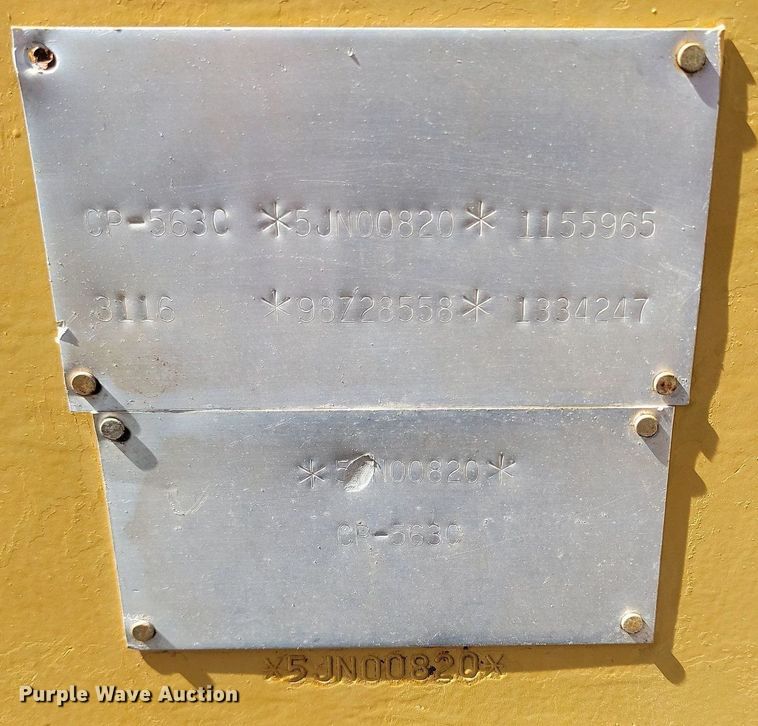 CP-563C *5JN00820* 1155965
3116 *98Z28558* 1334247
*5JN00820*
CP-563C
*5JN00820*
Purple Wave Auction